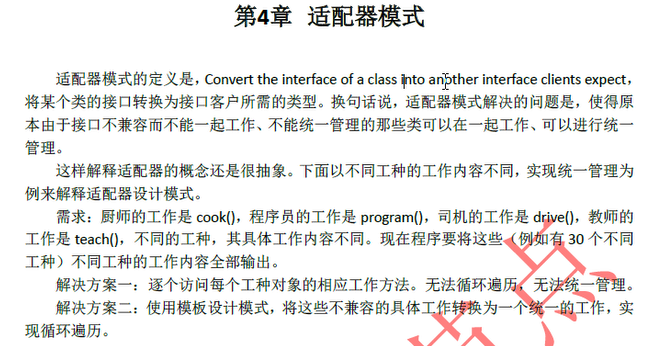 第4章 适配器模式
适配器模式的定义是，Convert the interface of a class into another interface clients expect，
将某个类的接口转换为接口客户所需的类型。换句话说，适配器模式解决的问题是，使得原
本由于接口不兼容而不能一起工作、不能统一管理的那些类可以在一起工作、可以进行统一
管理。
这样解释适配器的概念还是很抽象。下面以不同工种的工作内容不同，实现统一管理为
例来解释适配器设计模式。
需求：厨师的工作是 cook()，程序员的工作是 program()，司机的工作是 drive()，教师的
工作是 teach()，不同的工种，其具体工作内容不同。现在程序要将这些（例如有 30 个不同
工种）不同工种的工作内容全部输出。
解决方案一：逐个访问每个工种对象的相应工作方法。无法循环遍历，无法统一管理。
解决方案二：使用模板设计模式，将这些不兼容的具体工作转换为一个统一的工作，实
现循环遍历。
点